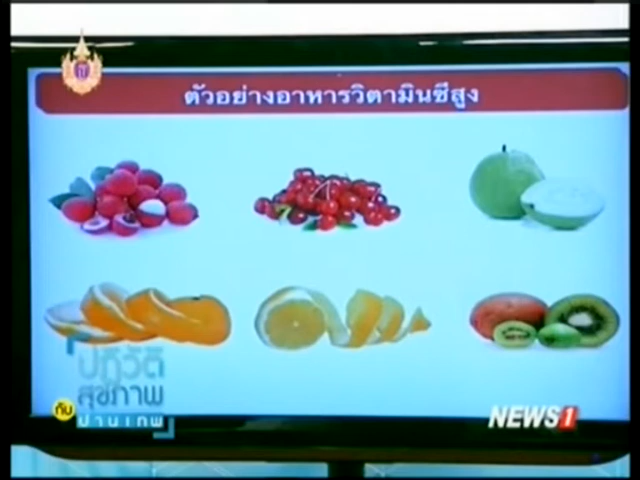 ตัวอย่างอาหารวิตามินซีสูง
ปฏิวัติ
สุขภาพ
กับ
ปานเทพ
NEWS1